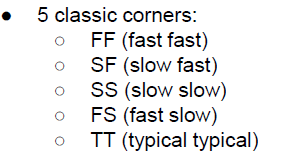 ● 5 classic corners:
○ FF (fast fast)
○ SF (slow fast)
○ SS (slow slow)
○ FS (fast slow)
○ TT (typical typical)